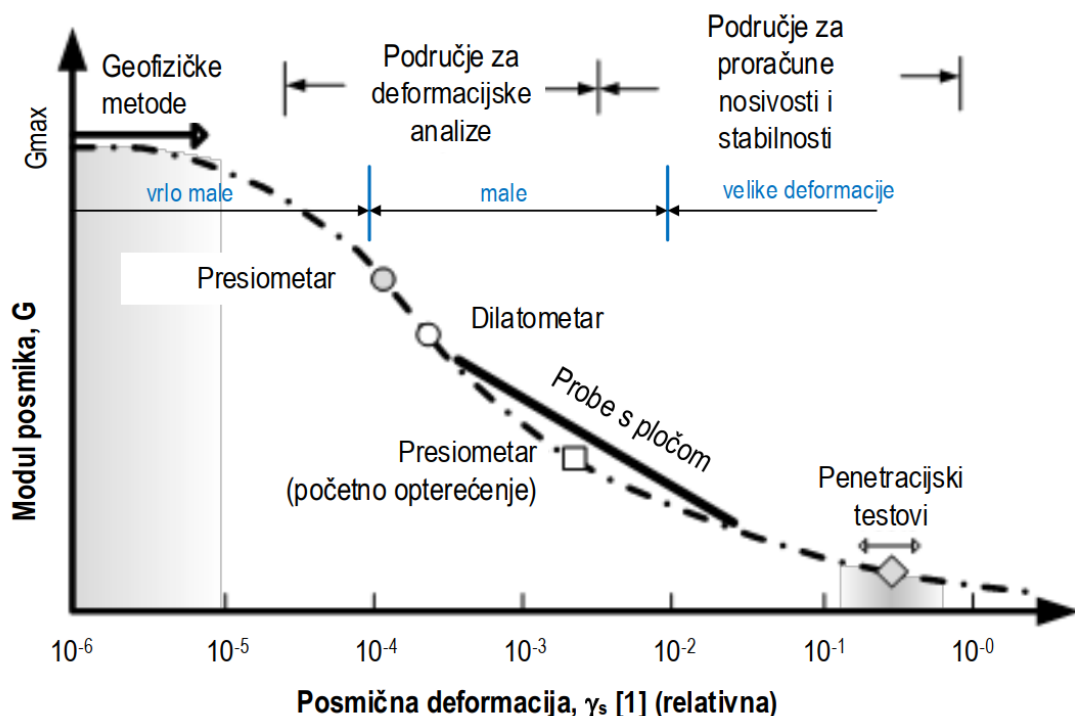 Geofizičke
metode
Područje za
deformacijske
analize
Područje za
proračune
nosivosti i
stabilnosti
Gmax
vrlo male
male
velike deformacije
Presiometar
Dilatometar
Probe s pločom
Presiometar
(početno opterećenje)
Penetracijski
testovi
Modul posmika, G
10⁻⁶ 10⁻⁵ 10⁻⁴ 10⁻³ 10⁻² 10⁻¹ 10⁻⁰
Posmična deformacija, γₛ [1] (relativna)